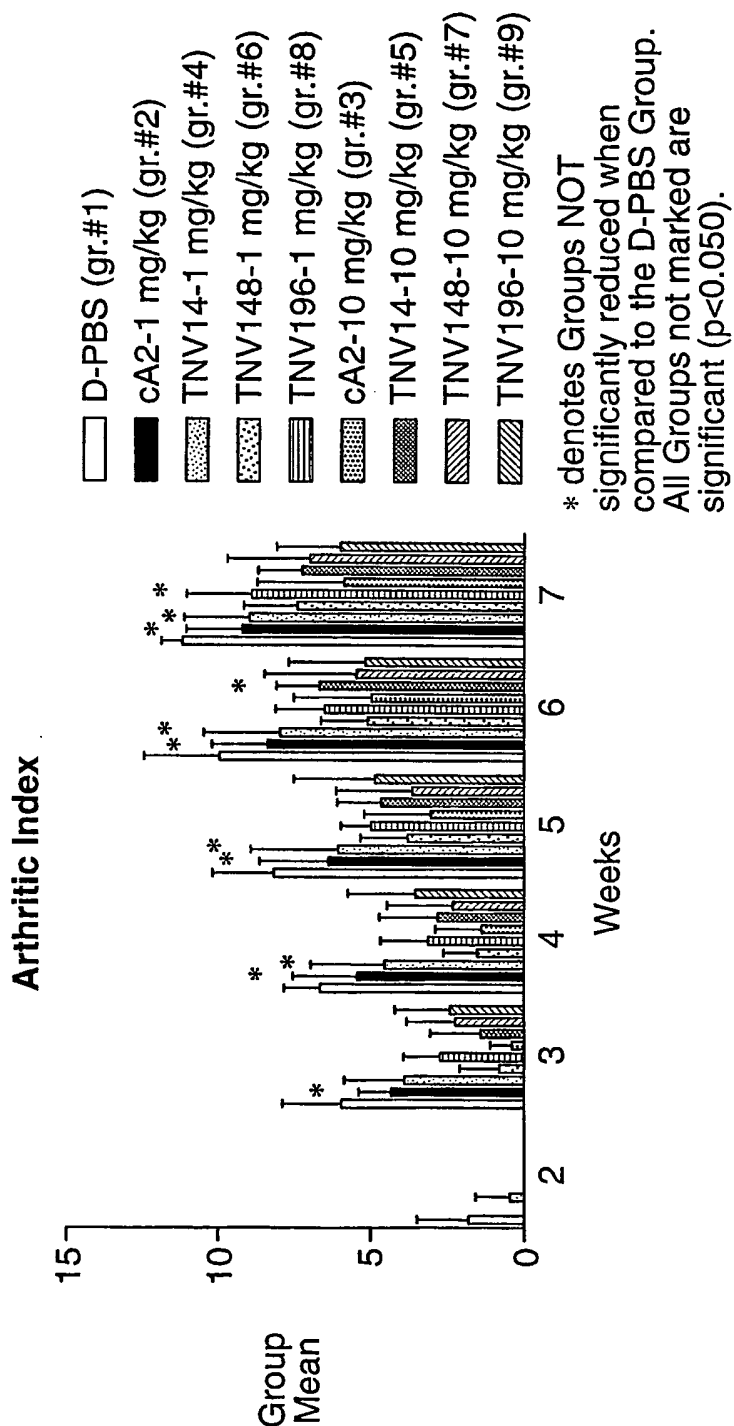 Arthritic Index
Group
Mean
15
10
5
0
2
3
4
5
6
7
Weeks
*
*
*
*
*
*
*
*
*
*
*
D-PBS (gr.#1)
cA2-1 mg/kg (gr.#2)
TNV14-1 mg/kg (gr.#4)
TNV148-1 mg/kg (gr.#6)
TNV196-1 mg/kg (gr.#8)
cA2-10 mg/kg (gr.#3)
TNV14-10 mg/kg (gr.#5)
TNV148-10 mg/kg (gr.#7)
TNV196-10 mg/kg (gr.#9)
* denotes Groups NOT
significantly reduced when
compared to the D-PBS Group.
All Groups not marked are
significant (p<0.050).